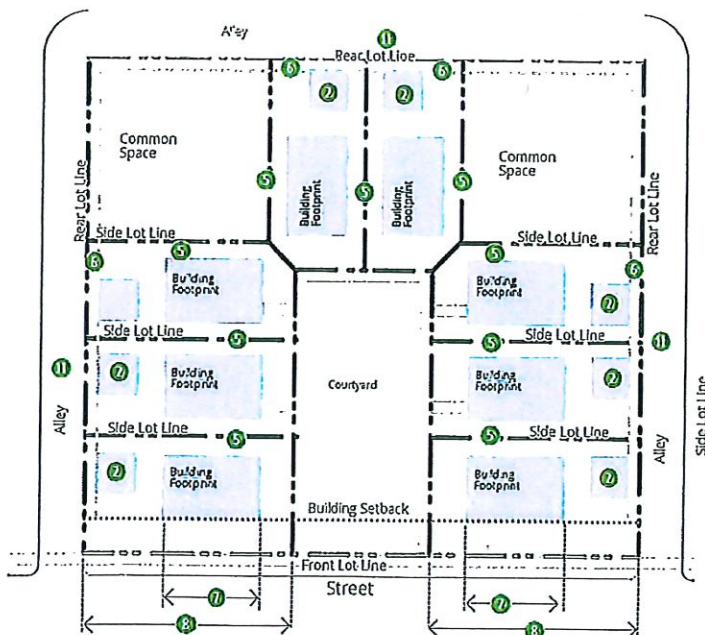 Alley
11
Rear Lot Line
6
6
2
2
Common
Space
Common
Space
5
5
5
Building
Footprint
Building
Footprint
Rear Lot Line
Rear Lot Line
Side Lot Line
Side Lot Line
5
5
6
6
Building
Footprint
Building
Footprint
2
Side Lot Line
5
5
Side Lot Line
11
11
2
Building
Footprint
Courtyard
Building
Footprint
2
Alley
Alley
Side Lot Line
Side Lot Line
5
5
Side Lot Line
2
Building
Footprint
Building
Footprint
2
Building Setback
Front Lot Line
Street
7
7
8
8